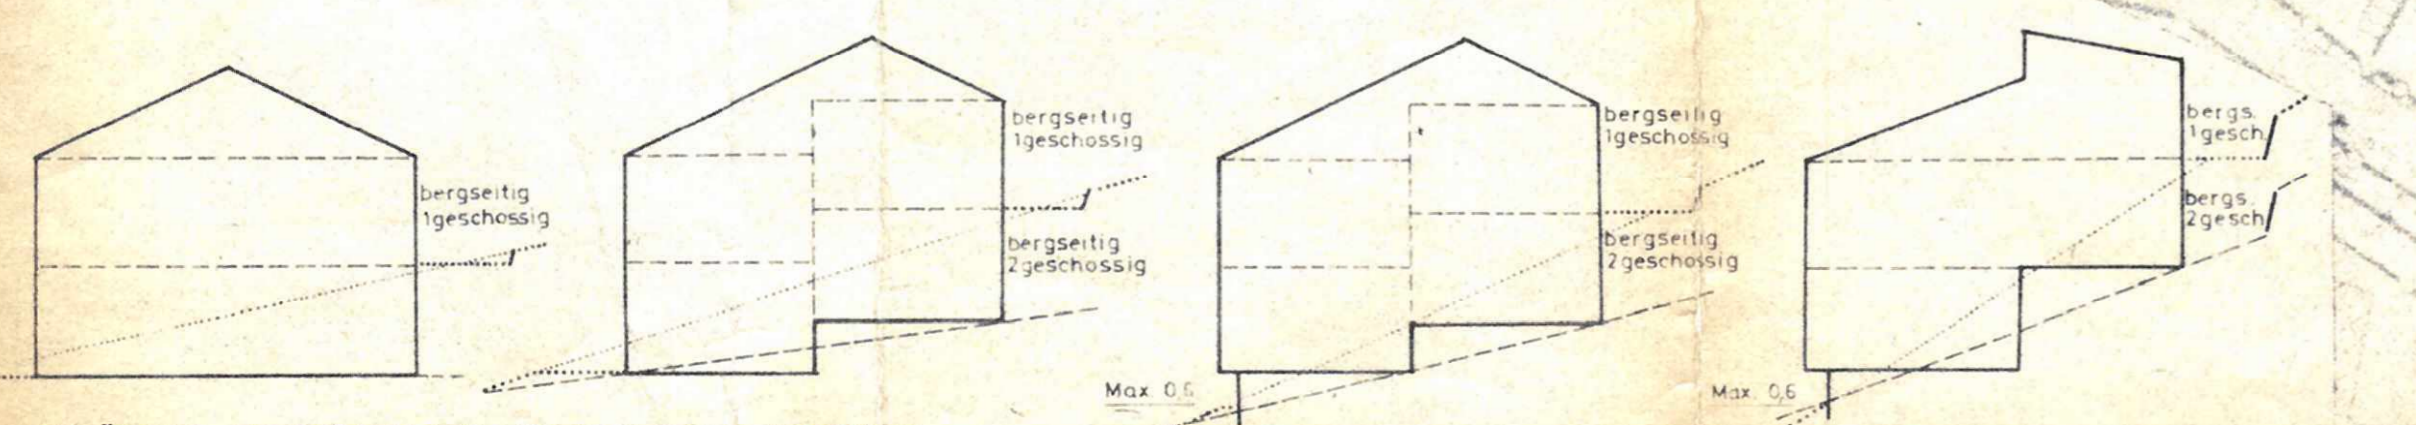 bergseitig
1geschossig
bergseitig
1geschossig
bergseitig
2geschossig
bergseitig
1geschossig
bergseitig
2geschossig
Max. 0,6
bergs.
1gesch.
bergs.
2gesch.
Max. 0,6